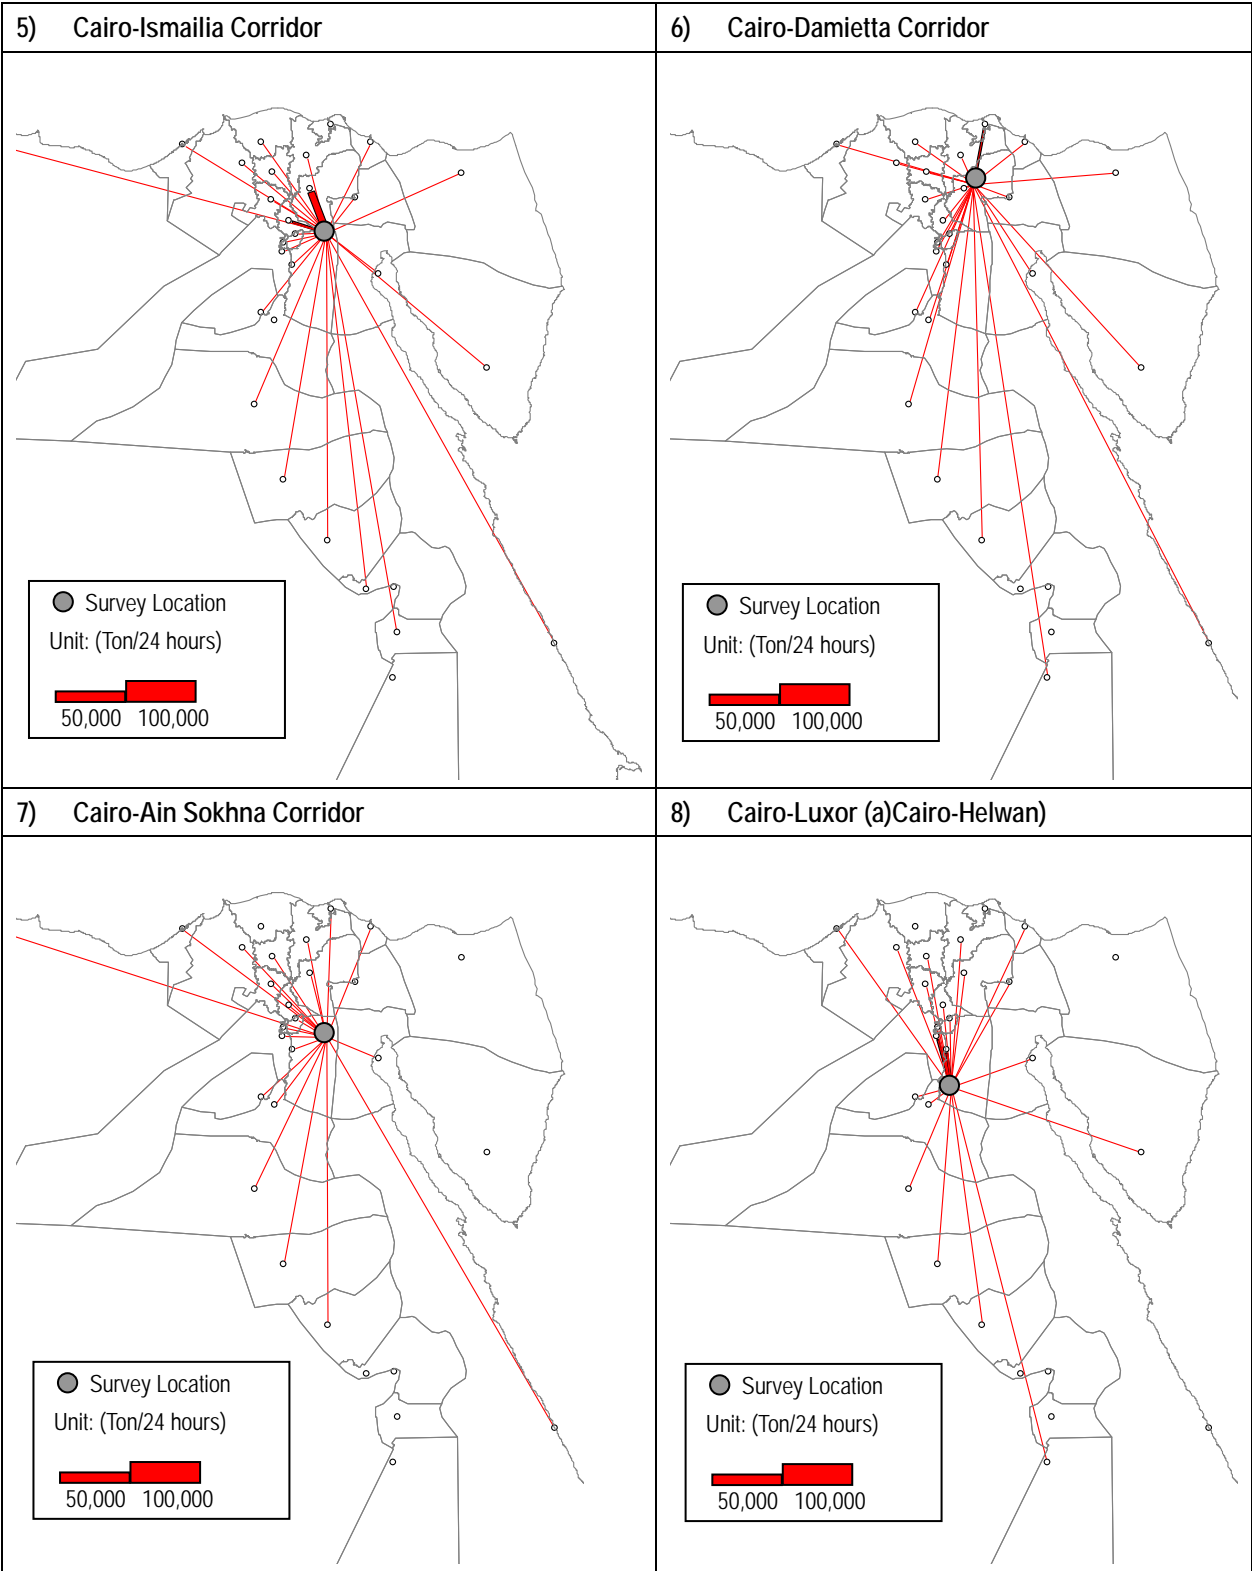 5) Cairo-Ismailia Corridor
6) Cairo-Damietta Corridor
Survey Location
Unit: (Ton/24 hours)
50,000 100,000
Survey Location
Unit: (Ton/24 hours)
50,000 100,000
7) Cairo-Ain Sokhna Corridor
8) Cairo-Luxor (a)Cairo-Helwan)
Survey Location
Unit: (Ton/24 hours)
50,000 100,000
Survey Location
Unit: (Ton/24 hours)
50,000 100,000